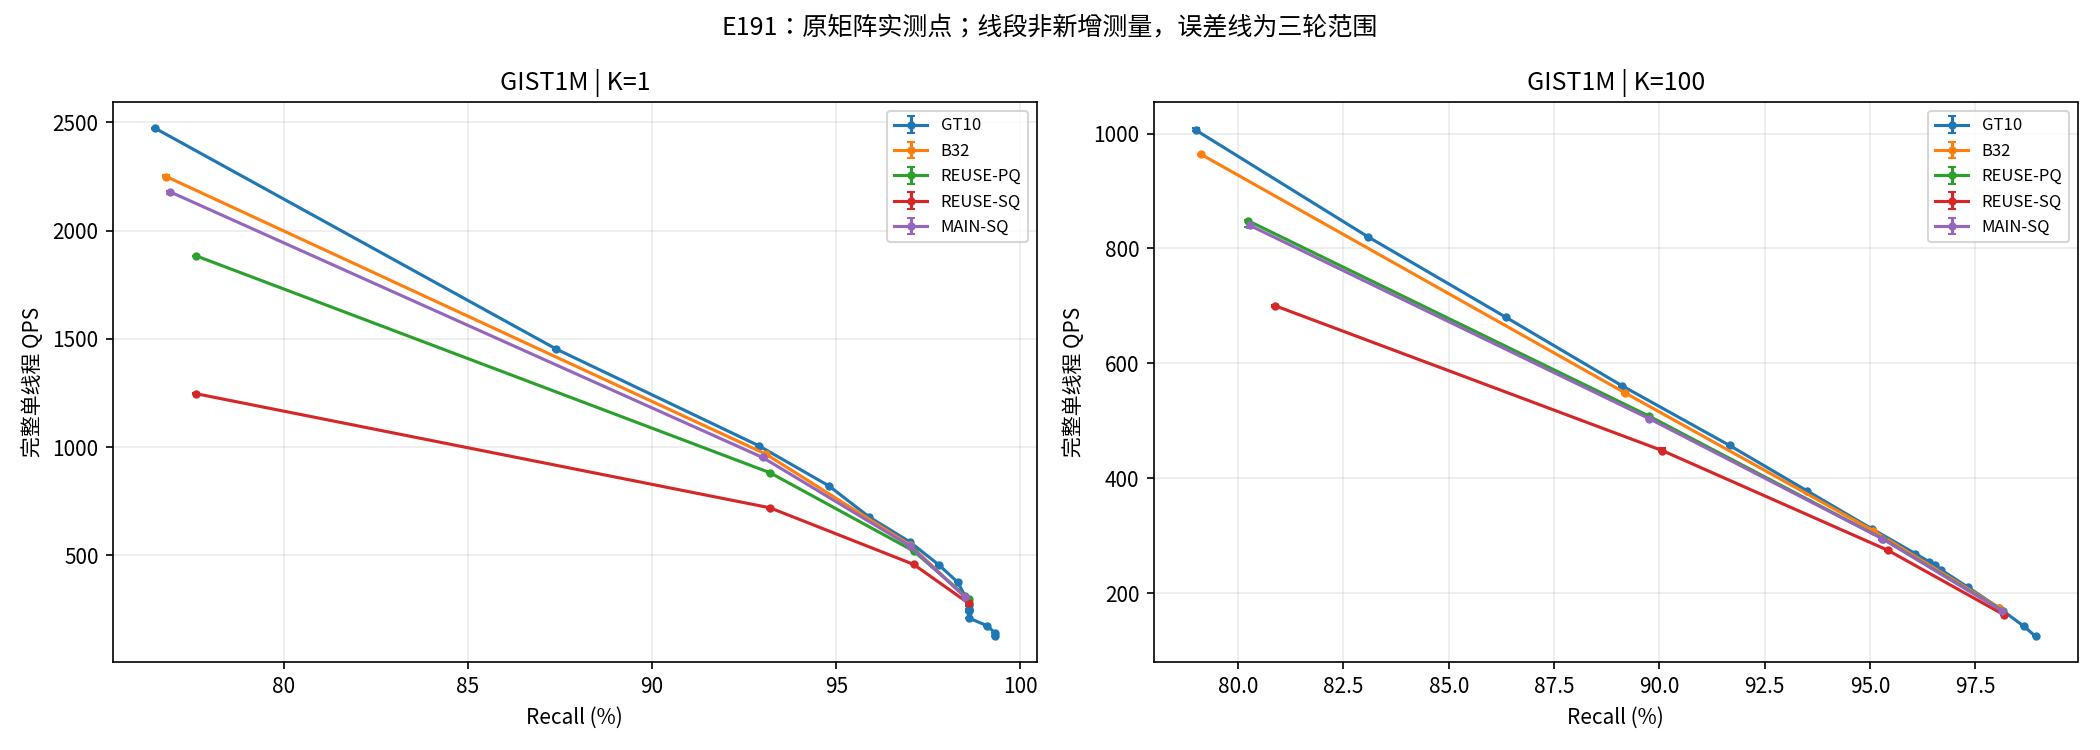 E191：原矩阵实测点；线段非新增测量，误差线为三轮范围
GIST1M | K=1
2500
2000
1500
1000
500
完整单线程 QPS
80
85
90
95
100
Recall (%)
GT10
B32
REUSE-PQ
REUSE-SQ
MAIN-SQ
GIST1M | K=100
1000
800
600
400
200
完整单线程 QPS
80.0
82.5
85.0
87.5
90.0
92.5
95.0
97.5
Recall (%)
GT10
B32
REUSE-PQ
REUSE-SQ
MAIN-SQ